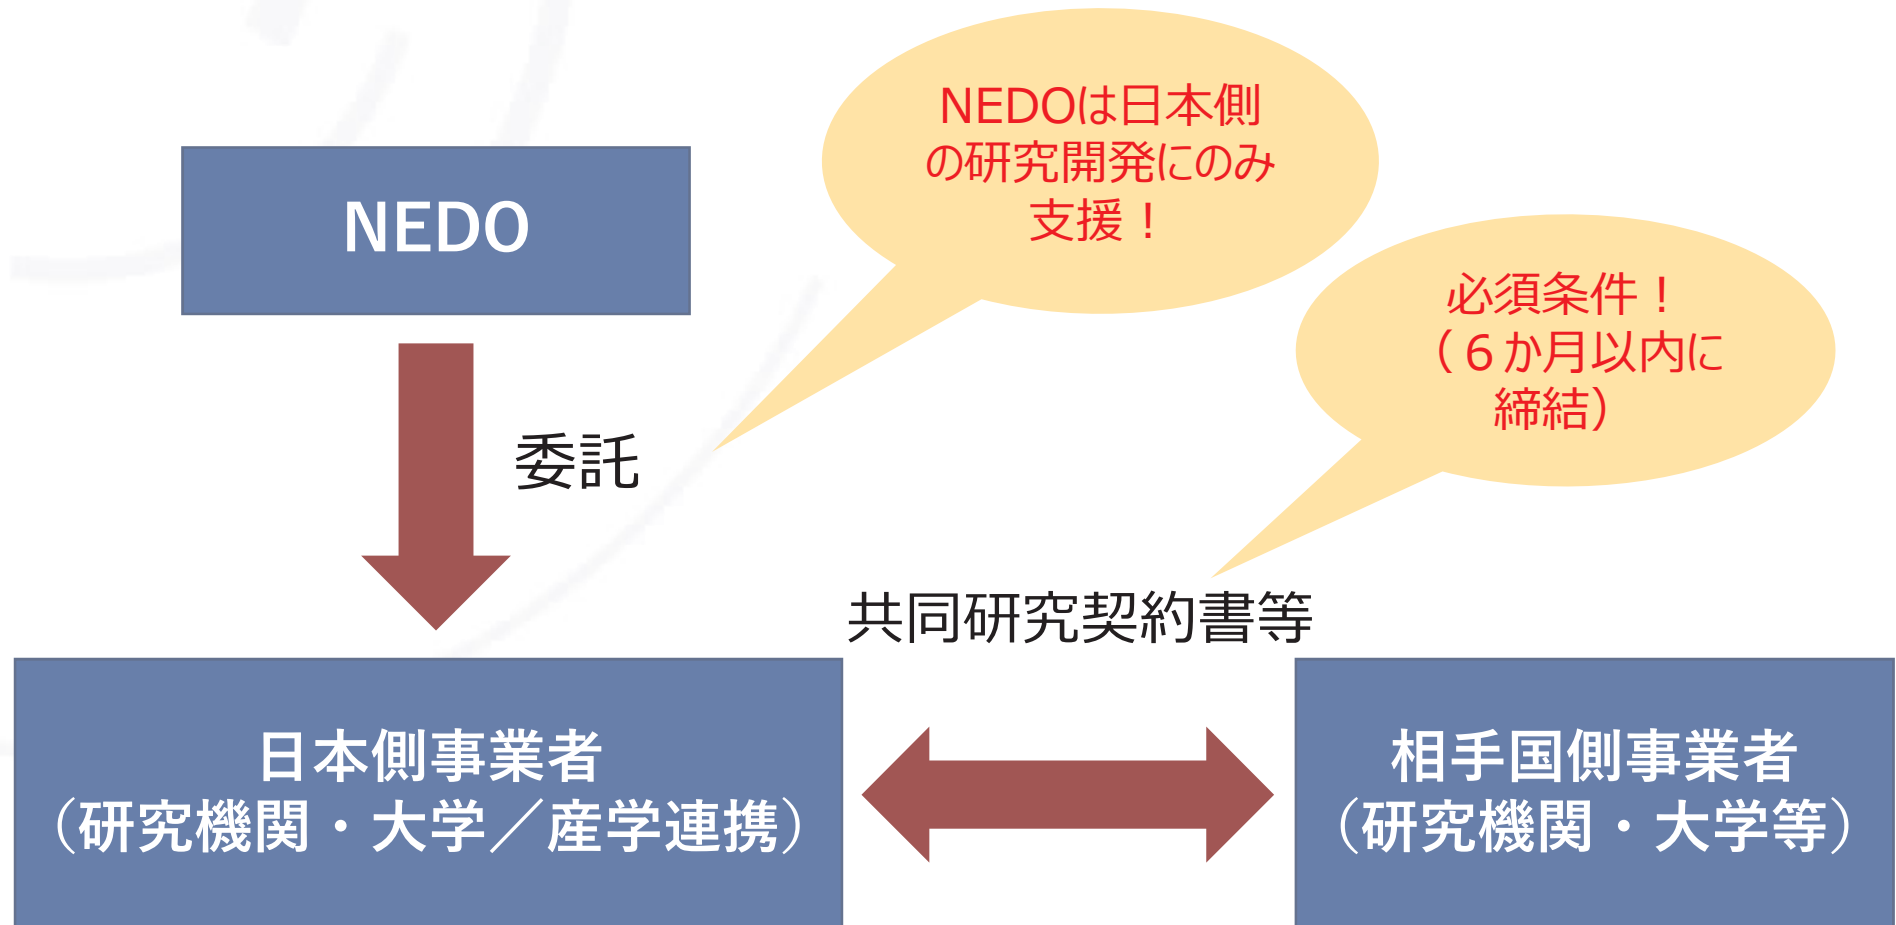 NEDOは日本側
の研究開発にのみ
支援！
NEDO
必須条件！
（６か月以内に
締結）
委託
共同研究契約書等
日本側事業者
（研究機関・大学／産学連携）
相手国側事業者
（研究機関・大学等）